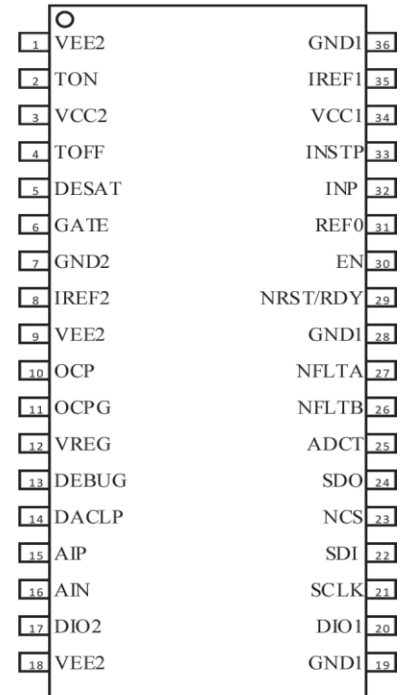 1 VEE2 GND1 36
2 TON IREF1 35
3 VCC2 VCC1 34
4 TOFF INSTP 33
5 DESAT INP 32
6 GATE REF0 31
7 GND2 EN 30
8 IREF2 NRST/RDY 29
9 VEE2 GND1 28
10 OCP NFLTA 27
11 OCPG NFLTB 26
12 VREG ADCT 25
13 DEBUG SDO 24
14 DACLP NCS 23
15 AIP SDI 22
16 AIN SCLK 21
17 DIO2 DIO1 20
18 VEE2 GND1 19